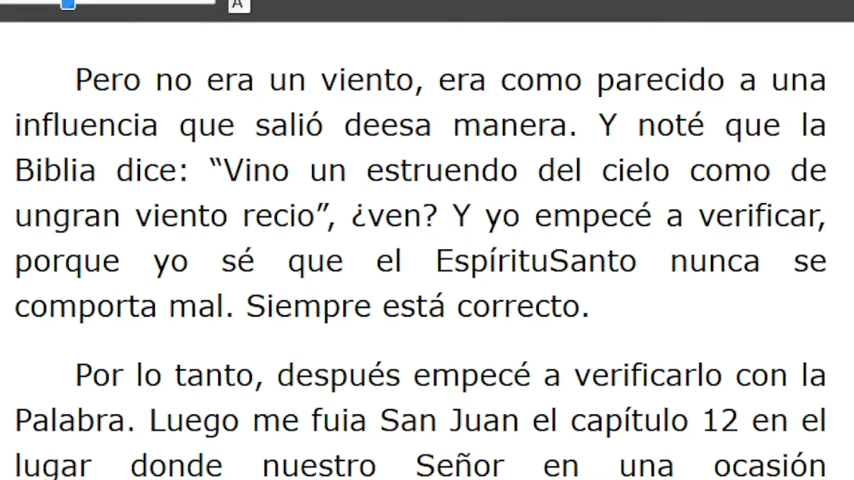 A
Pero no era un viento, era como parecido a una
influencia que salió deesa manera. Y noté que la
Biblia dice: “Vino un estruendo del cielo como de
ungran viento recio”, ¿ven? Y yo empecé a verificar,
porque yo sé que el EspírituSanto nunca se
comporta mal. Siempre está correcto.
Por lo tanto, después empecé a verificarlo con la
Palabra. Luego me fuia San Juan el capítulo 12 en el
lugar donde nuestro Señor en una ocasión